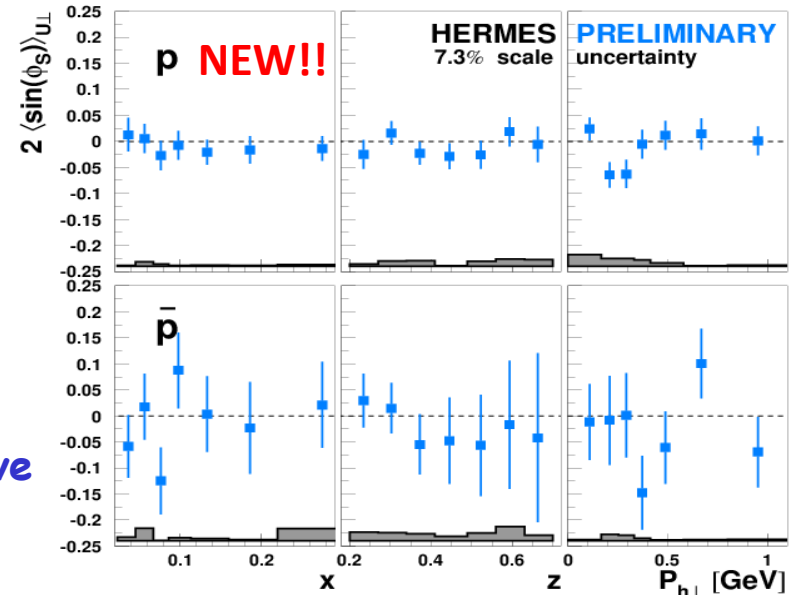 2 ⟨sin(ϕS)⟩U⊥
0.25
0.2
0.15
0.1
0.05
0
-0.05
-0.1
-0.15
-0.2
-0.25
p NEW!!
HERMES PRELIMINARY
7.3% scale uncertainty
0.25
0.2
0.15
0.1
0.05
0
-0.05
-0.1
-0.15
-0.2
-0.25
p̄
ve
0.1 0.2 0.2 0.4 0.6 0 0.5 1
x z Ph⊥ [GeV]